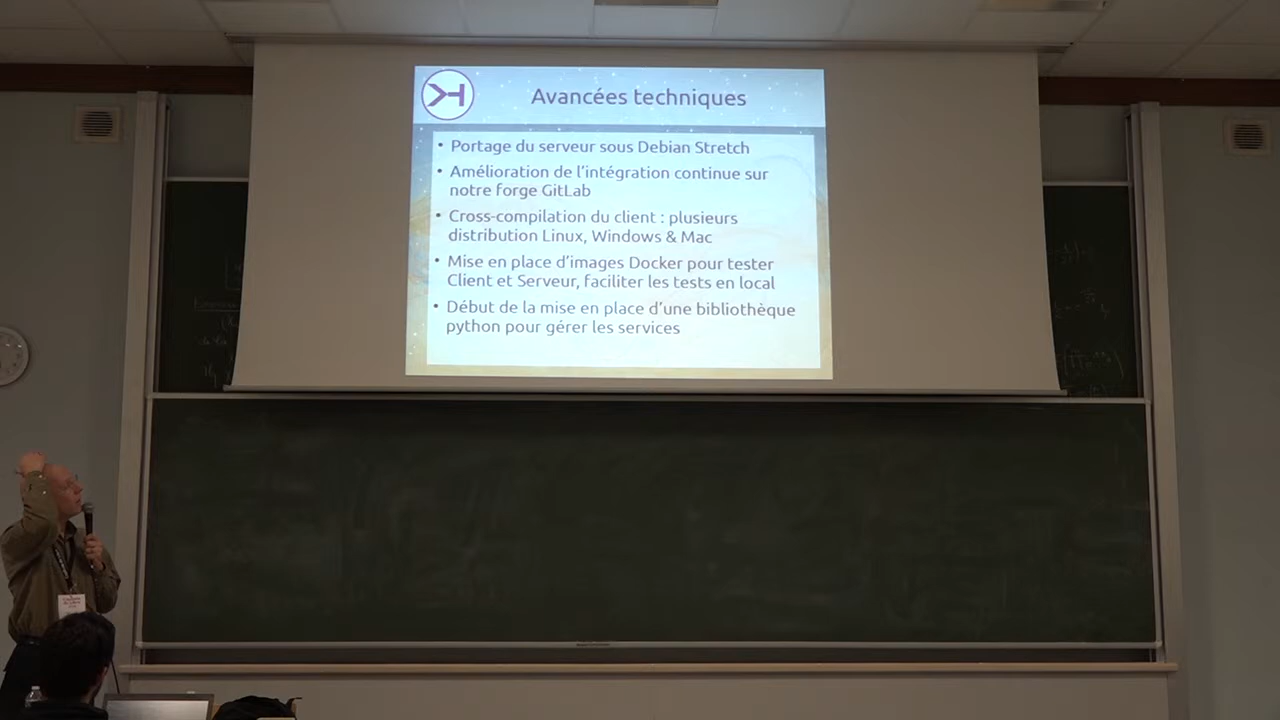 Avancées techniques
• Portage du serveur sous Debian Stretch
• Amélioration de l'intégration continue sur
notre forge GitLab
• Cross-compilation du client : plusieurs
distribution Linux, Windows & Mac
• Mise en place d'images Docker pour tester
Client et Serveur, faciliter les tests en local
• Début de la mise en place d'une bibliothèque
python pour gérer les services